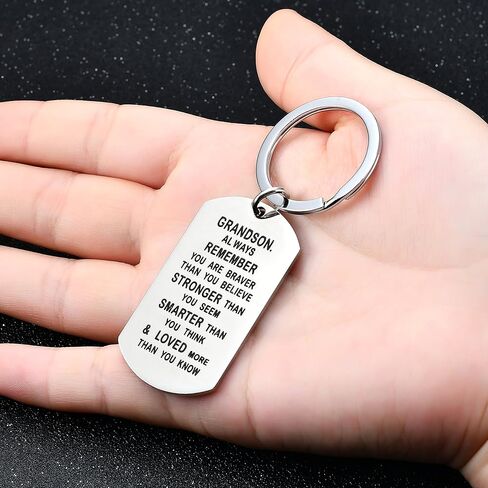 GRANDSON.
ALWAYS
REMEMBER
YOU ARE BRAVER
THAN YOU BELIEVE
STRONGER THAN
YOU SEEM
SMARTER THAN
YOU THINK
& LOVED MORE
THAN YOU KNOW